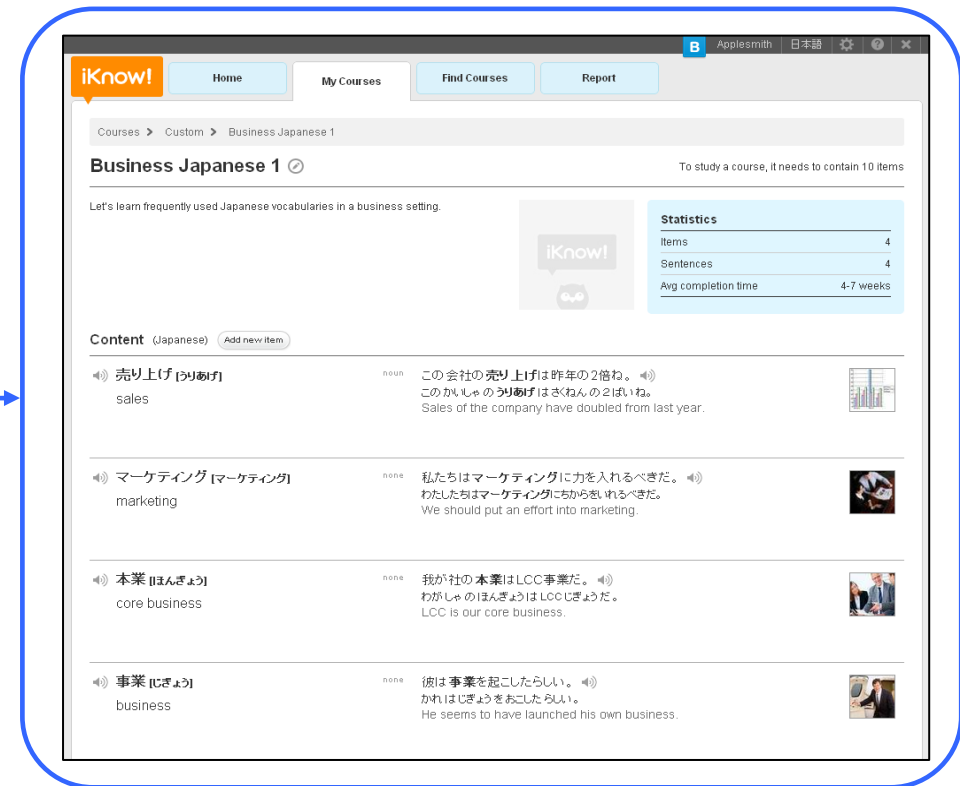 B Applesmith 日本語
iKnow! Home My Courses Find Courses Report
Courses > Custom > Business Japanese 1
Business Japanese 1
To study a course, it needs to contain 10 items
Let's learn frequently used Japanese vocabularies in a business setting.
iKnow!
Statistics
Items 4
Sentences 4
Avg completion time 4-7 weeks
Content (Japanese) Add new item
売り上げ [うりあげ] noun この会社の売り上げは昨年の2倍ね。
このかいしゃのうりあげはさくねんの2ばいね。
sales
Sales of the company have doubled from last year.
マーケティング [マーケティング] none 私たちはマーケティングに力を入れるべきだ。
わたしたちはマーケティングにちからをいれるべきだ。
marketing
We should put an effort into marketing.
本業 [ほんぎょう] none 我が社の本業はLCC事業だ。
わがしゃのほんぎょうはLCCじぎょうだ。
core business
LCC is our core business.
事業 [じぎょう] none 彼は事業を起こしたらしい。
かれはじぎょうをおこしたらしい。
business
He seems to have launched his own business.